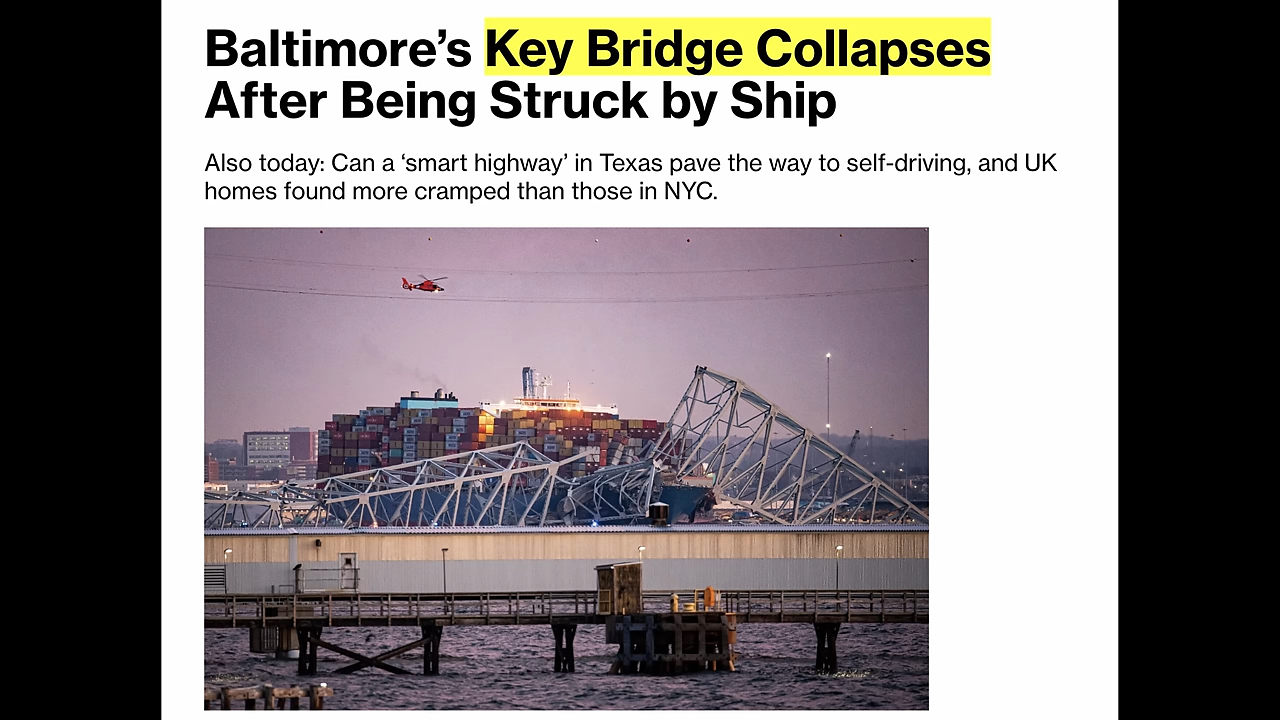 Baltimore’s Key Bridge Collapses
After Being Struck by Ship
Also today: Can a ‘smart highway’ in Texas pave the way to self-driving, and UK
homes found more cramped than those in NYC.